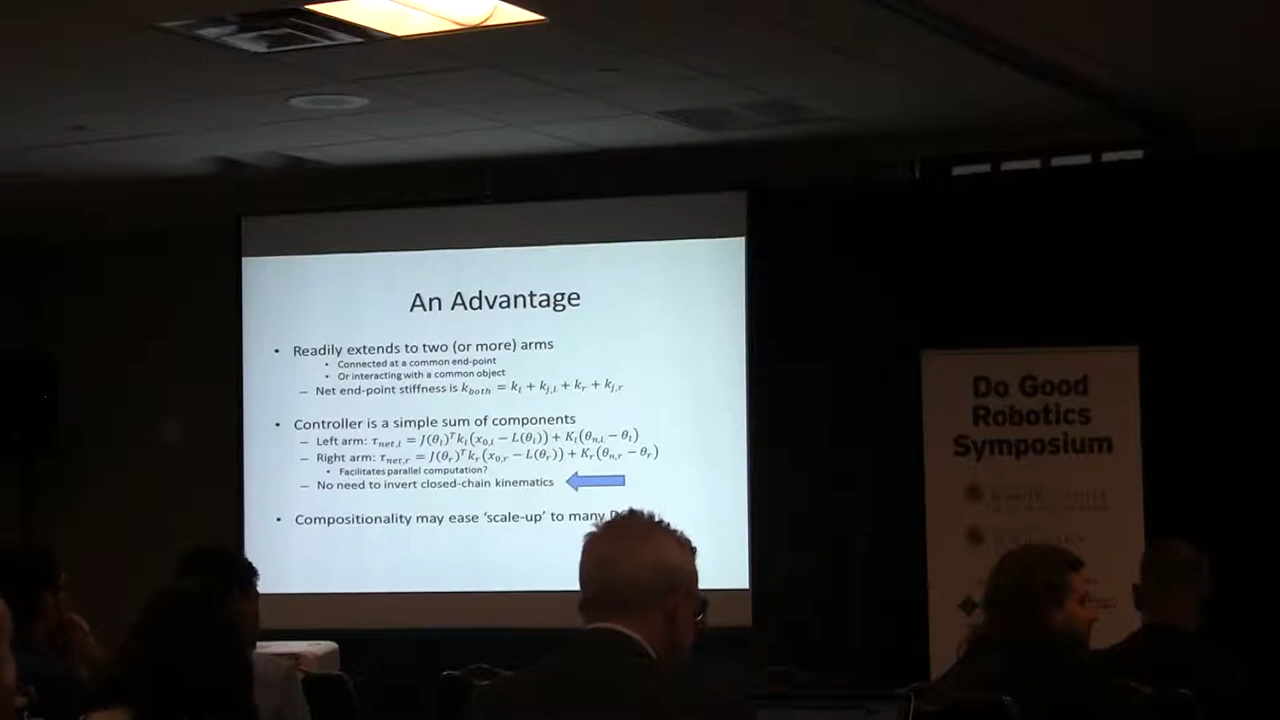 An Advantage
• Readily extends to two (or more) arms
• Connected at a common end-point
• Or interacting with a common object
– Net end-point stiffness is k_both = k_l + k_j,l + k_r + k_j,r
• Controller is a simple sum of components
– Left arm: τ_net,l = J(θ_l)^T k_l(x_0,l − L(θ_l)) + K_l(θ_n,l − θ_l)
– Right arm: τ_net,r = J(θ_r)^T k_r(x_0,r − L(θ_r)) + K_r(θ_n,r − θ_r)
• Facilitates parallel computation?
– No need to invert closed-chain kinematics
• Compositionality may ease ‘scale-up’ to many
Do Good
Robotics
Symposium